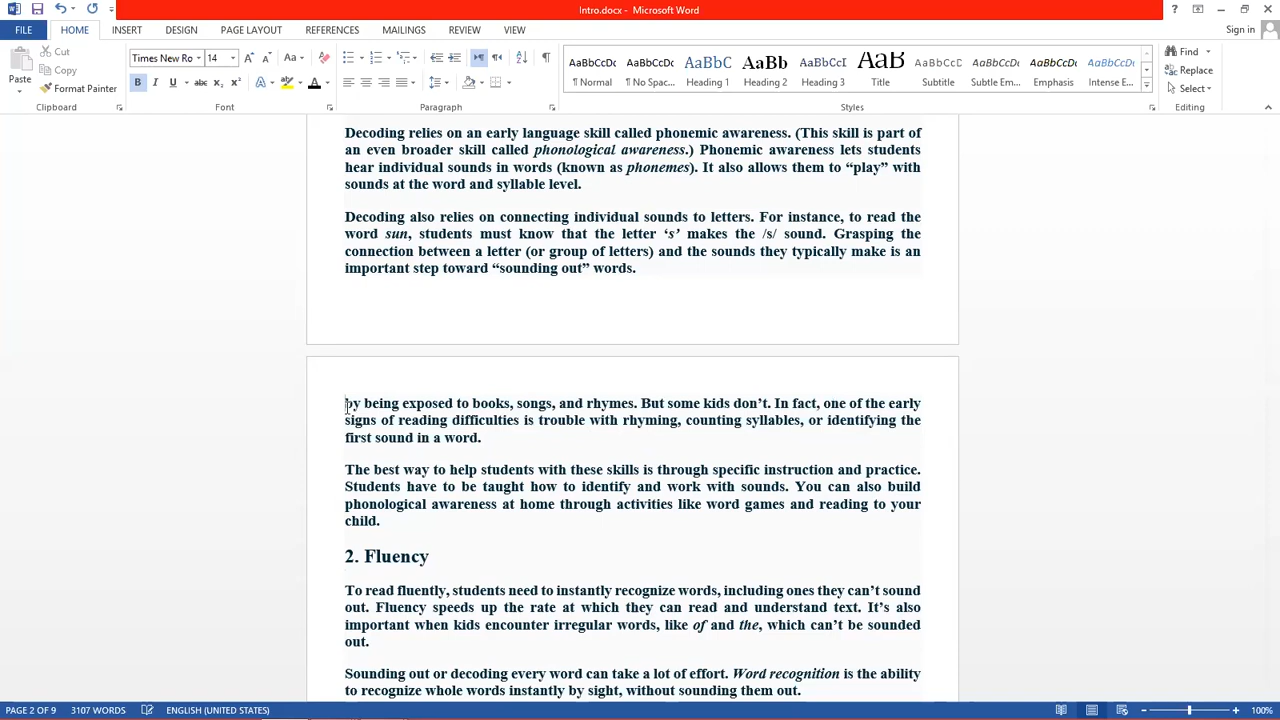 Intro.docx - Microsoft Word
? Sign in
FILE HOME INSERT DESIGN PAGE LAYOUT REFERENCES MAILINGS REVIEW VIEW
Paste
Cut
Copy
Format Painter
Clipboard
Times New Ro 14
Font
Paragraph
AaBbCcDc AaBbCcDc AaBbC AaBb AaBbCcI AaB AaBbCcDc AaBbCcDc AaBbCcDc AaBbCcDc
¶ Normal ¶ No Spac... Heading 1 Heading 2 Heading 3 Title Subtitle Subtle Em... Emphasis Intense E...
Styles
Find
Replace
Select
Editing
Decoding relies on an early language skill called phonemic awareness. (This skill is part of
an even broader skill called phonological awareness.) Phonemic awareness lets students
hear individual sounds in words (known as phonemes). It also allows them to “play” with
sounds at the word and syllable level.
Decoding also relies on connecting individual sounds to letters. For instance, to read the
word sun, students must know that the letter ‘s’ makes the /s/ sound. Grasping the
connection between a letter (or group of letters) and the sounds they typically make is an
important step toward “sounding out” words.
by being exposed to books, songs, and rhymes. But some kids don’t. In fact, one of the early
signs of reading difficulties is trouble with rhyming, counting syllables, or identifying the
first sound in a word.
The best way to help students with these skills is through specific instruction and practice.
Students have to be taught how to identify and work with sounds. You can also build
phonological awareness at home through activities like word games and reading to your
child.
2. Fluency
To read fluently, students need to instantly recognize words, including ones they can’t sound
out. Fluency speeds up the rate at which they can read and understand text. It’s also
important when kids encounter irregular words, like of and the, which can’t be sounded
out.
Sounding out or decoding every word can take a lot of effort. Word recognition is the ability
to recognize whole words instantly by sight, without sounding them out.
PAGE 2 OF 9 3107 WORDS ENGLISH (UNITED STATES) 100%